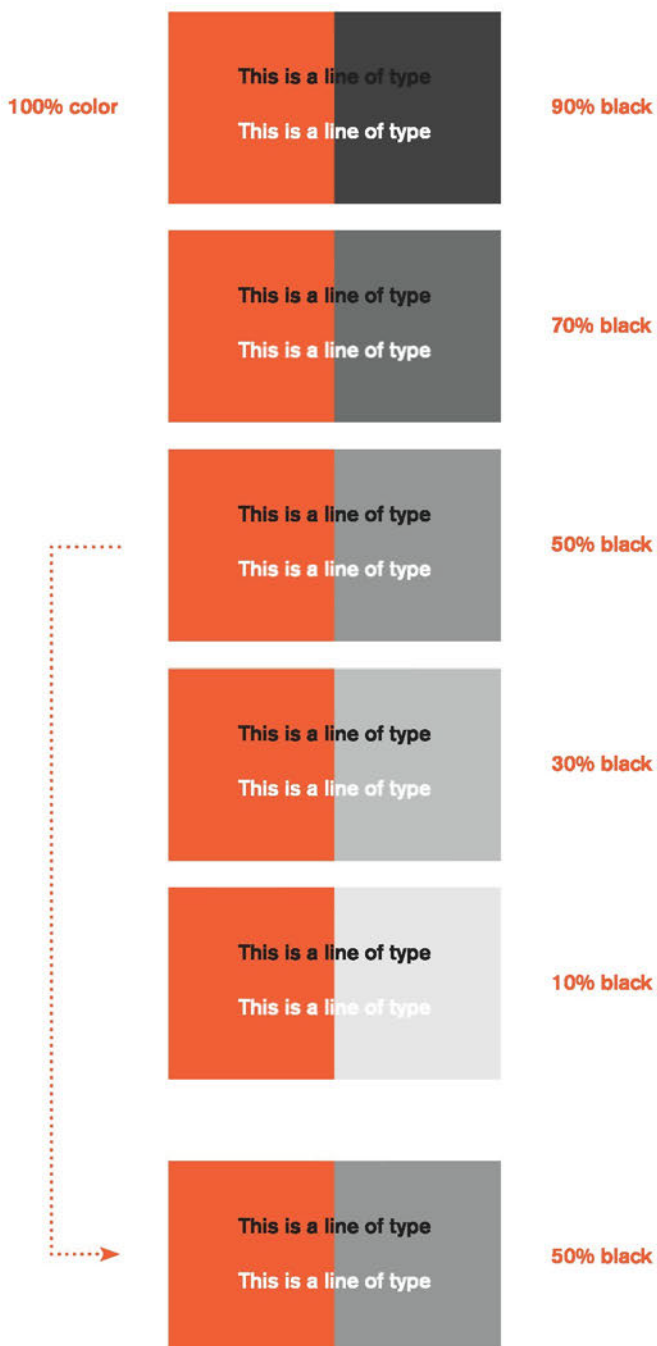 This is a line of type
100% color
90% black
This is a line of type
This is a line of type
70% black
This is a line of type
This is a line of type
50% black
This is a line of type
This is a line of type
30% black
This is a line of type
This is a line of type
10% black
This is a line of type
This is a line of type
50% black
This is a line of type